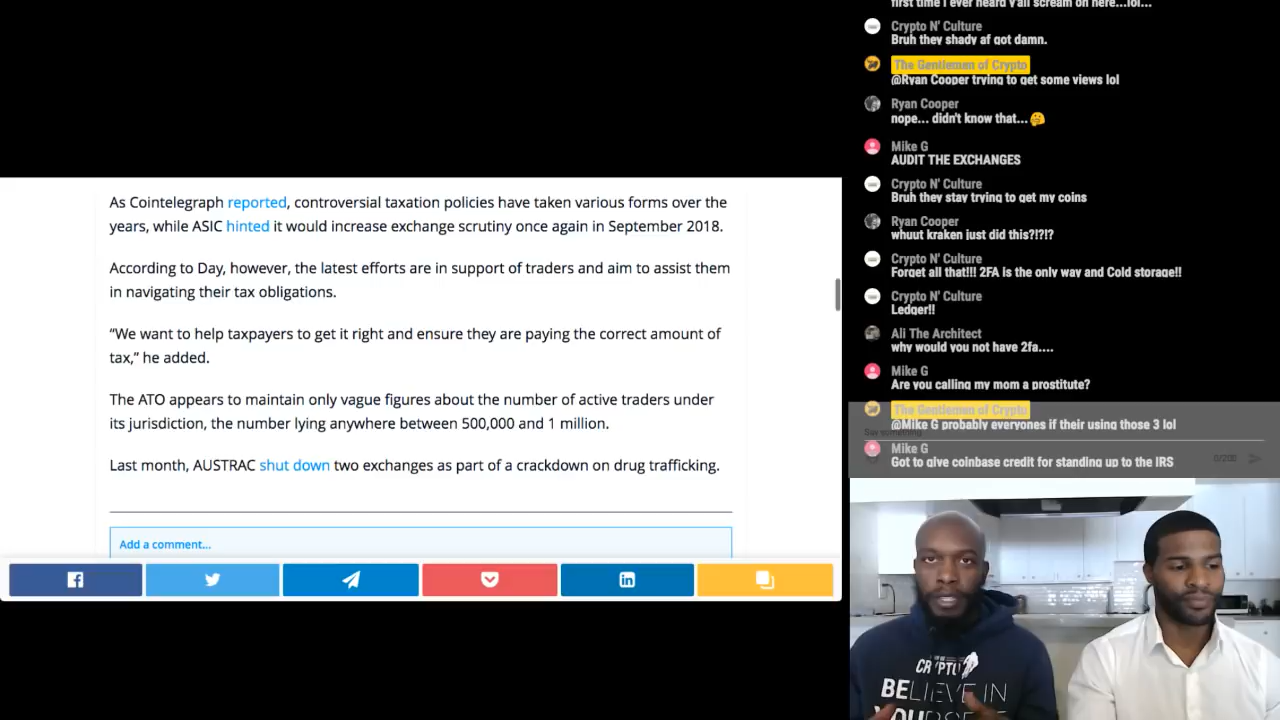 As Cointelegraph reported, controversial taxation policies have taken various forms over the
years, while ASIC hinted it would increase exchange scrutiny once again in September 2018.
According to Day, however, the latest efforts are in support of traders and aim to assist them
in navigating their tax obligations.
“We want to help taxpayers to get it right and ensure they are paying the correct amount of
tax,” he added.
The ATO appears to maintain only vague figures about the number of active traders under
its jurisdiction, the number lying anywhere between 500,000 and 1 million.
Last month, AUSTRAC shut down two exchanges as part of a crackdown on drug trafficking.
Add a comment...
first time I ever heard y'all scream on here...lol...
Crypto N' Culture
Bruh they shady af got damn.
The Gentlemen of Crypto
@Ryan Cooper trying to get some views lol
Ryan Cooper
nope... didn't know that...🤔
Mike G
AUDIT THE EXCHANGES
Crypto N' Culture
Bruh they stay trying to get my coins
Ryan Cooper
whuut kraken just did this?!?!?
Crypto N' Culture
Forget all that!!! 2FA is the only way and Cold storage!!
Crypto N' Culture
Ledger!!
Ali The Architect
why would you not have 2fa....
Mike G
Are you calling my mom a prostitute?
The Gentlemen of Crypto
@Mike G probably everyones if their using those 3 lol
Say something...
Mike G
Got to give coinbase credit for standing up to the IRS
0/200
CRYPTO
BELIEVE IN
YOURSELF